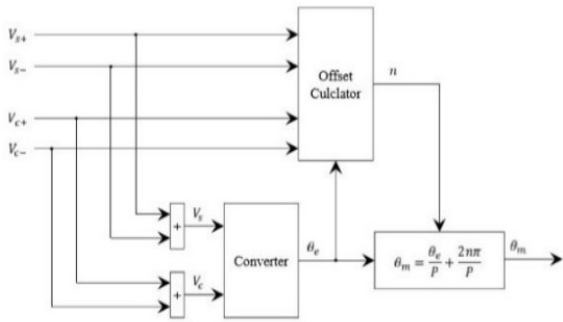 V_{s+}
V_{s-}
V_{c+}
V_{c-}
Offset
Culclator
n
+
V_s
+
V_c
Converter
θ_e
θ_m = θ_e/P + 2nπ/P
θ_m